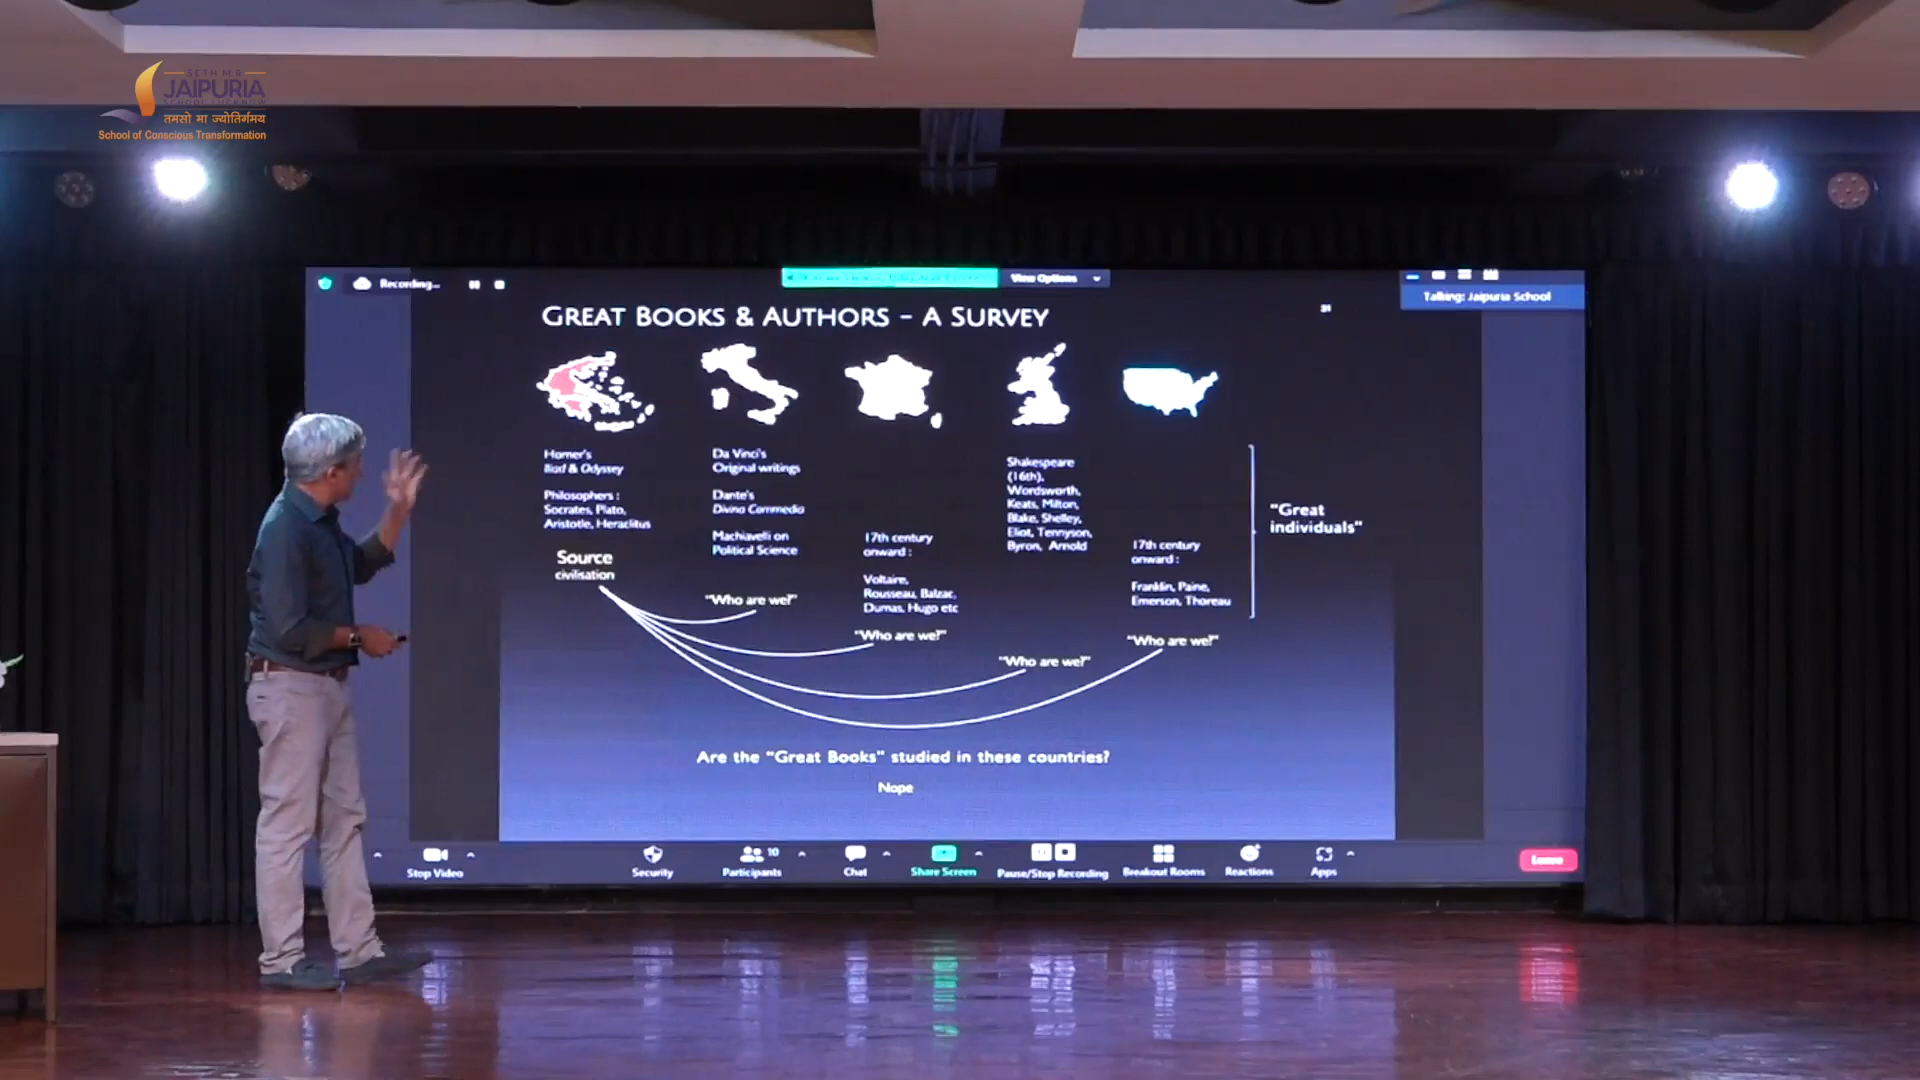 SETH M.R.
JAIPURIA
SCHOOL LUCKNOW
तमसो मा ज्योतिर्गमय
School of Conscious Transformation
Recording...
View Options
Talking: Jaipuria School
GREAT BOOKS & AUTHORS – A SURVEY
31
Homer's
Iliad & Odyssey
Philosophers :
Socrates, Plato,
Aristotle, Heraclitus
Source
civilisation
Da Vinci's
Original writings
Dante's
Divina Commedia
Machiavelli on
Political Science
"Who are we?"
17th century
onward :
Voltaire,
Rousseau, Balzac,
Dumas, Hugo etc
"Who are we?"
Shakespeare
(16th),
Wordsworth,
Keats, Milton,
Blake, Shelley,
Eliot, Tennyson,
Byron, Arnold
"Who are we?"
17th century
onward :
Franklin, Paine,
Emerson, Thoreau
"Who are we?"
"Great
individuals"
Are the "Great Books" studied in these countries?
Nope
Stop Video
Security
10
Participants
Chat
Share Screen
Pause/Stop Recording
Breakout Rooms
Reactions
Apps
Leave